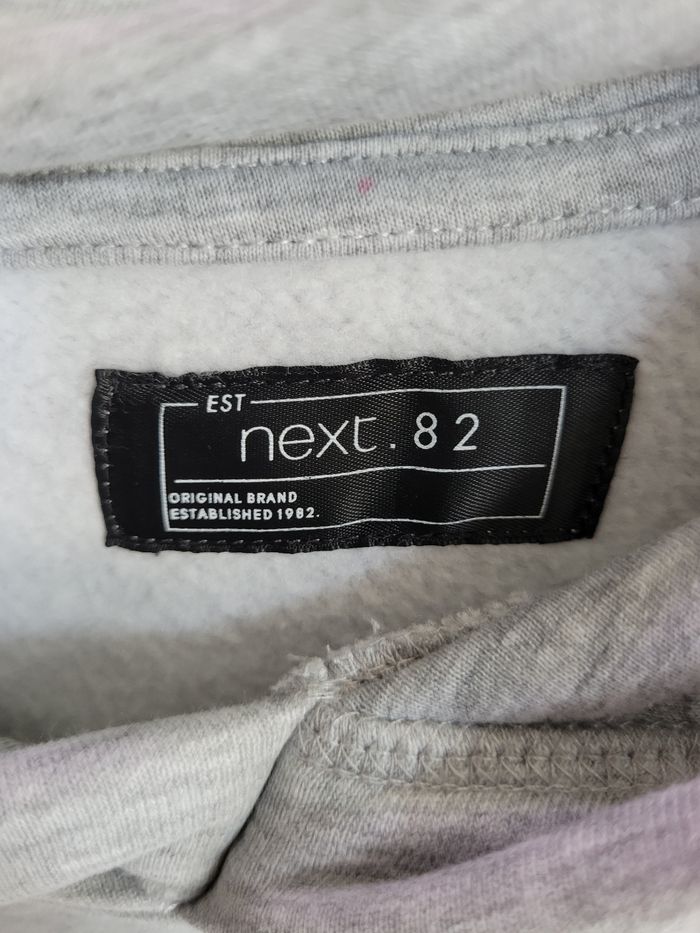 EST
next.82
ORIGINAL BRAND
ESTABLISHED 1982.